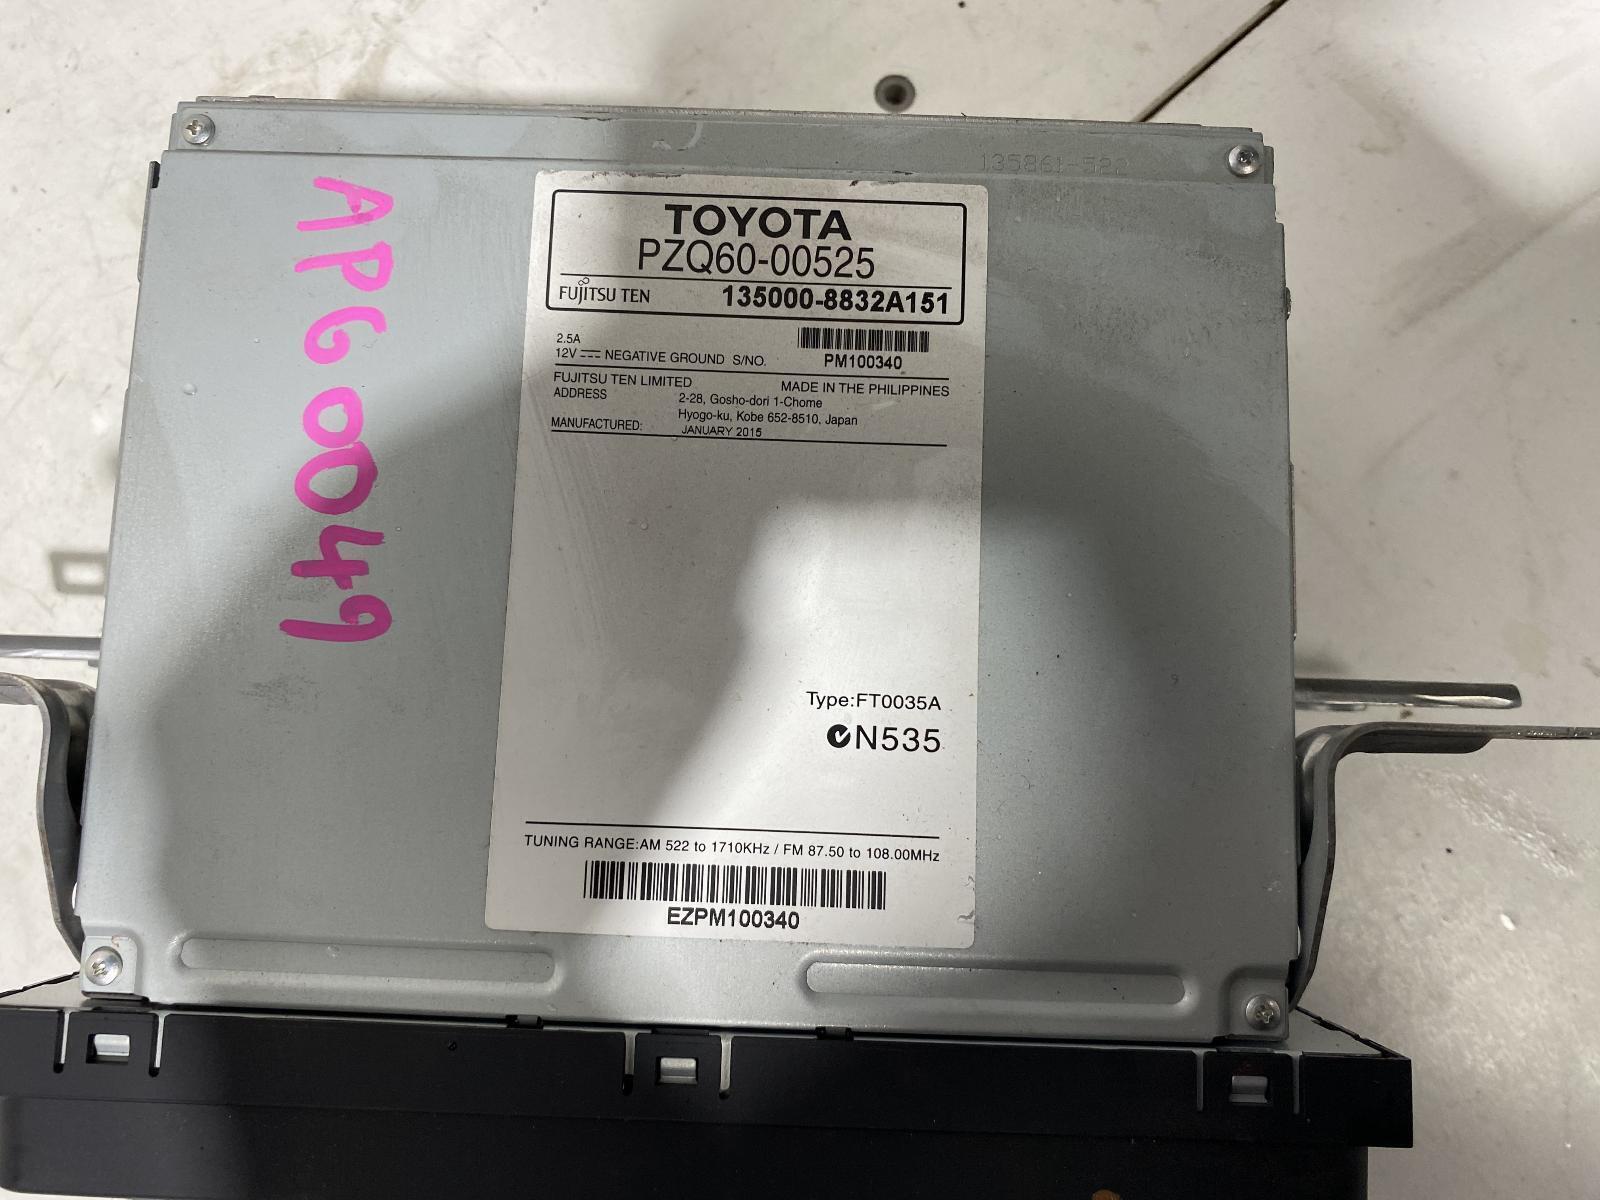 135861-522
APG0049
TOYOTA
PZQ60-00525
FUJITSU TEN 135000-8832A151
2.5A
12V NEGATIVE GROUND S/NO. PM100340
FUJITSU TEN LIMITED MADE IN THE PHILIPPINES
ADDRESS 2-28, Gosho-dori 1-Chome
Hyogo-ku, Kobe 652-8510, Japan
MANUFACTURED: JANUARY 2015
Type:FT0035A
N535
TUNING RANGE:AM 522 to 1710KHz / FM 87.50 to 108.00MHz
EZPM100340